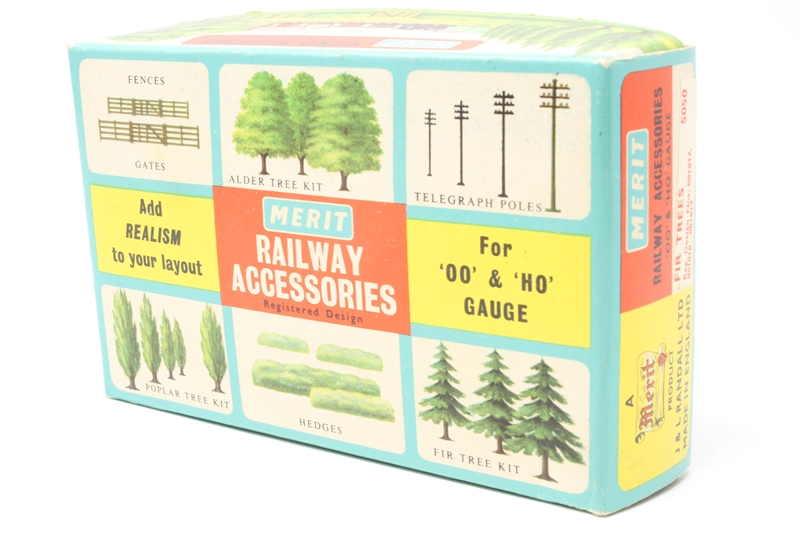 FENCES
GATES
ALDER TREE KIT
TELEGRAPH POLES
Add
REALISM
to your layout
MERIT
RAILWAY
ACCESSORIES
Registered Design
For
'OO' & 'HO'
GAUGE
POPLAR TREE KIT
HEDGES
FIR TREE KIT
MERIT
RAILWAY ACCESSORIES
'OO' & 'HO' GAUGE
FIR TREES
5050
A
Merit
PRODUCT
J & L RANDALL LTD
MADE IN ENGLAND